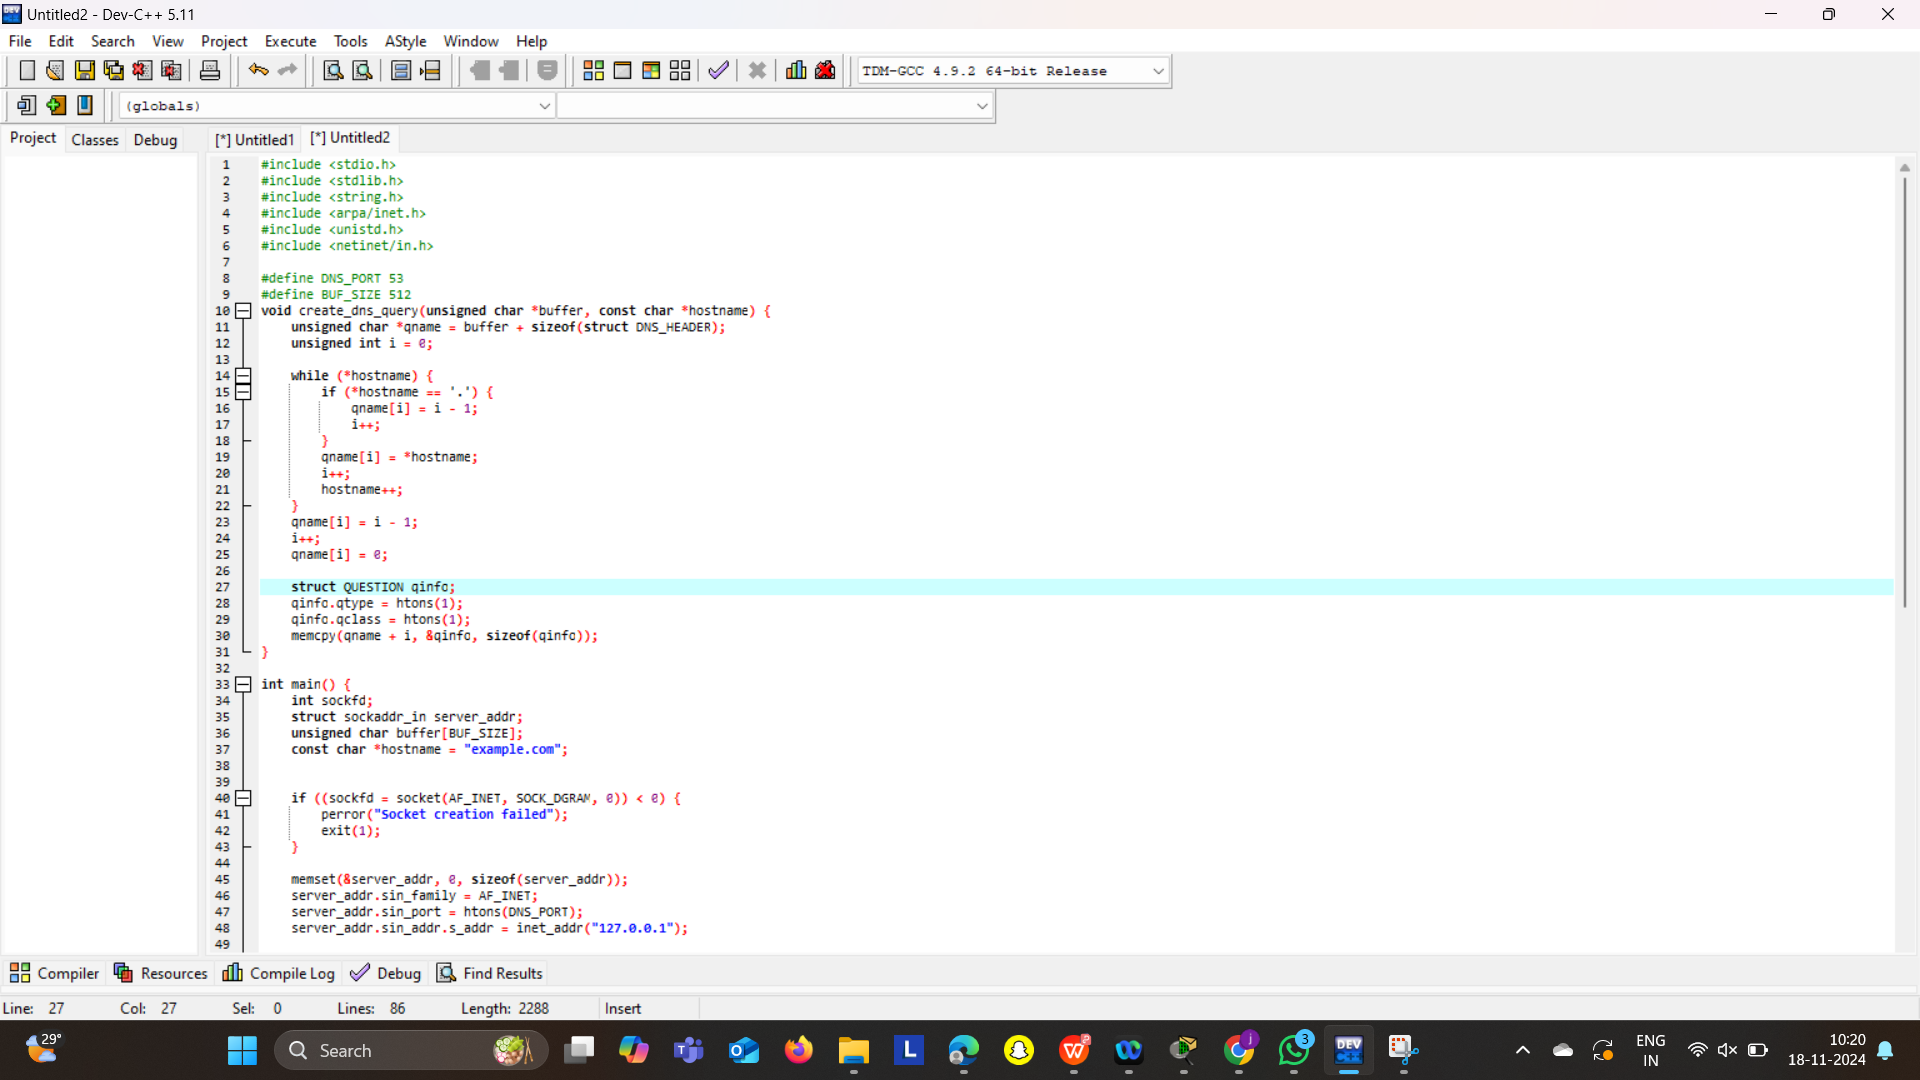 Untitled2 - Dev-C++ 5.11
File Edit Search View Project Execute Tools AStyle Window Help
TDM-GCC 4.9.2 64-bit Release
(globals)
Project Classes Debug [*] Untitled1 [*] Untitled2
1 #include <stdio.h>
2 #include <stdlib.h>
3 #include <string.h>
4 #include <arpa/inet.h>
5 #include <unistd.h>
6 #include <netinet/in.h>
7
8 #define DNS_PORT 53
9 #define BUF_SIZE 512
10 void create_dns_query(unsigned char *buffer, const char *hostname) {
11 unsigned char *qname = buffer + sizeof(struct DNS_HEADER);
12 unsigned int i = 0;
13
14 while (*hostname) {
15 if (*hostname == '.') {
16 qname[i] = i - 1;
17 i++;
18 }
19 qname[i] = *hostname;
20 i++;
21 hostname++;
22 }
23 qname[i] = i - 1;
24 i++;
25 qname[i] = 0;
26
27 struct QUESTION qinfo;
28 qinfo.qtype = htons(1);
29 qinfo.qclass = htons(1);
30 memcpy(qname + i, &qinfo, sizeof(qinfo));
31 }
32
33 int main() {
34 int sockfd;
35 struct sockaddr_in server_addr;
36 unsigned char buffer[BUF_SIZE];
37 const char *hostname = "example.com";
38
39
40 if ((sockfd = socket(AF_INET, SOCK_DGRAM, 0)) < 0) {
41 perror("Socket creation failed");
42 exit(1);
43 }
44
45 memset(&server_addr, 0, sizeof(server_addr));
46 server_addr.sin_family = AF_INET;
47 server_addr.sin_port = htons(DNS_PORT);
48 server_addr.sin_addr.s_addr = inet_addr("127.0.0.1");
49
Compiler Resources Compile Log Debug Find Results
Line: 27 Col: 27 Sel: 0 Lines: 86 Length: 2288 Insert
29° Search L DEV C++ 3 ENG 10:20
IN 18-11-2024